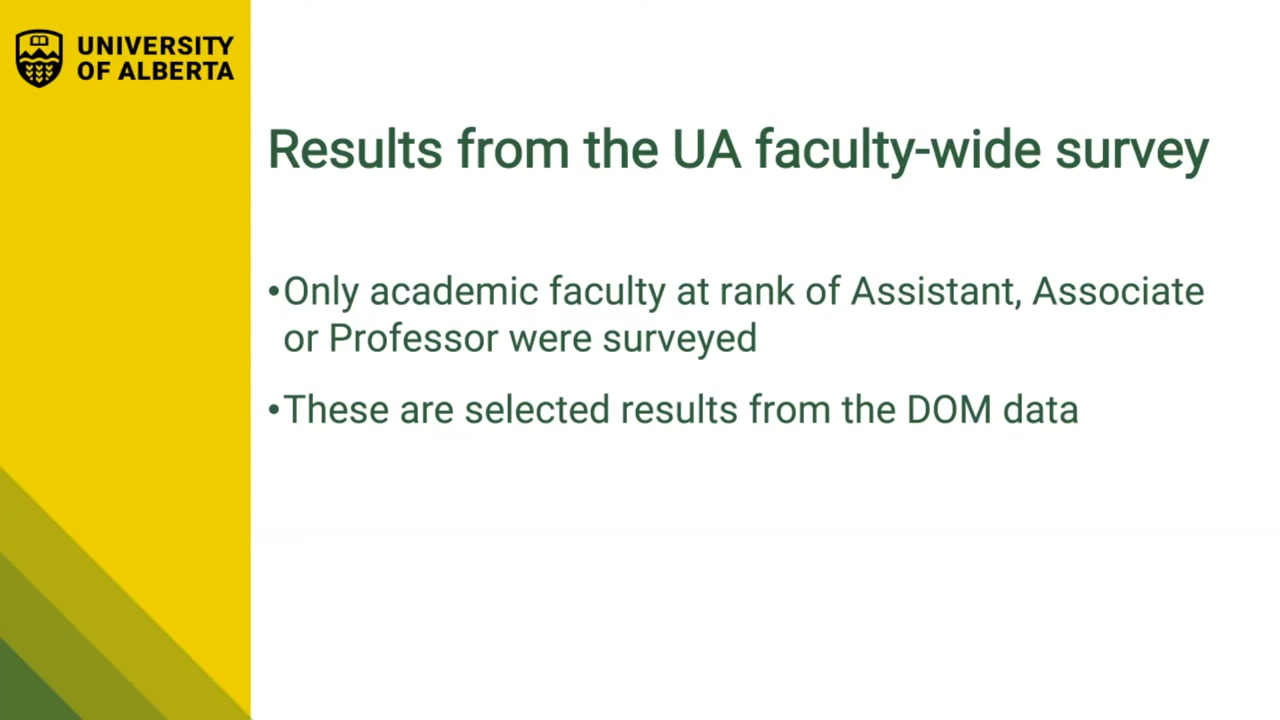 UNIVERSITY
OF ALBERTA
Results from the UA faculty-wide survey
•Only academic faculty at rank of Assistant, Associate
or Professor were surveyed
•These are selected results from the DOM data